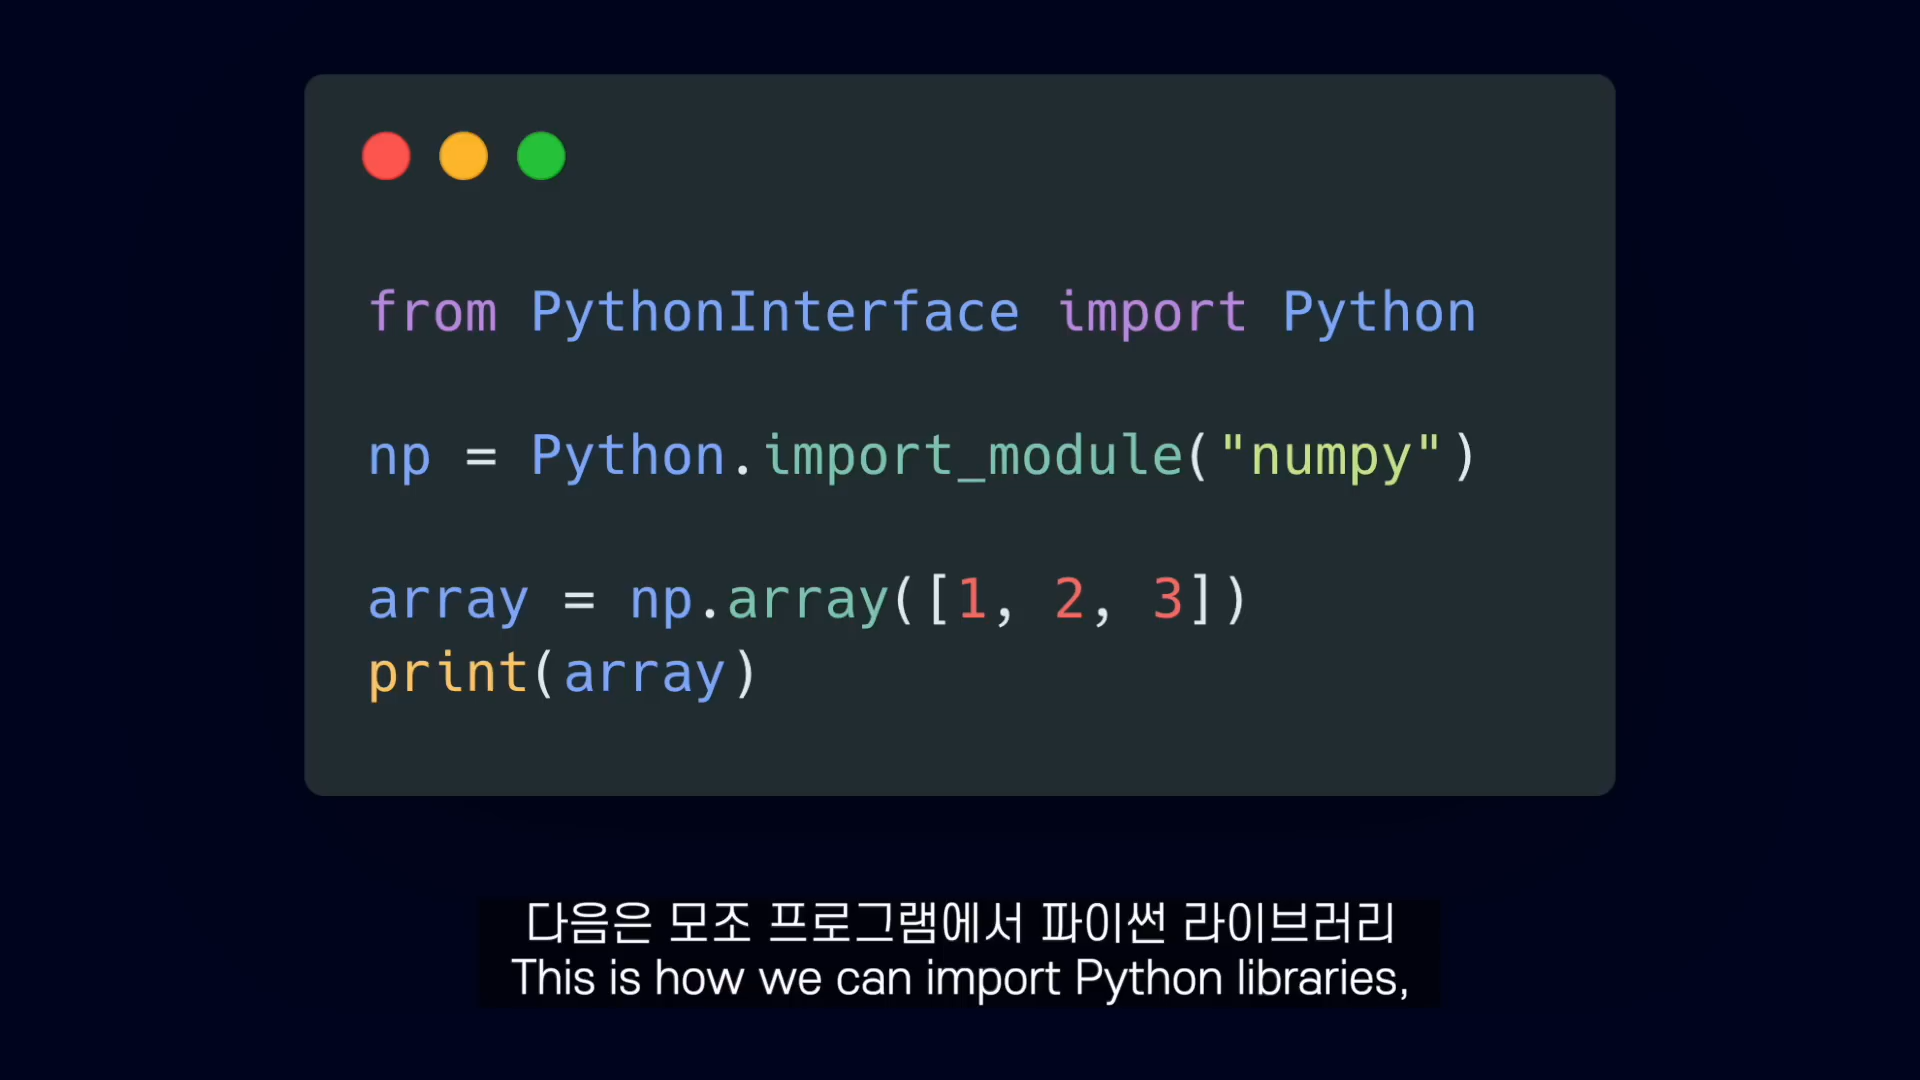 from PythonInterface import Python
np = Python.import_module("numpy")
array = np.array([1, 2, 3])
print(array)
다음은 모조 프로그램에서 파이썬 라이브러리
This is how we can import Python libraries,